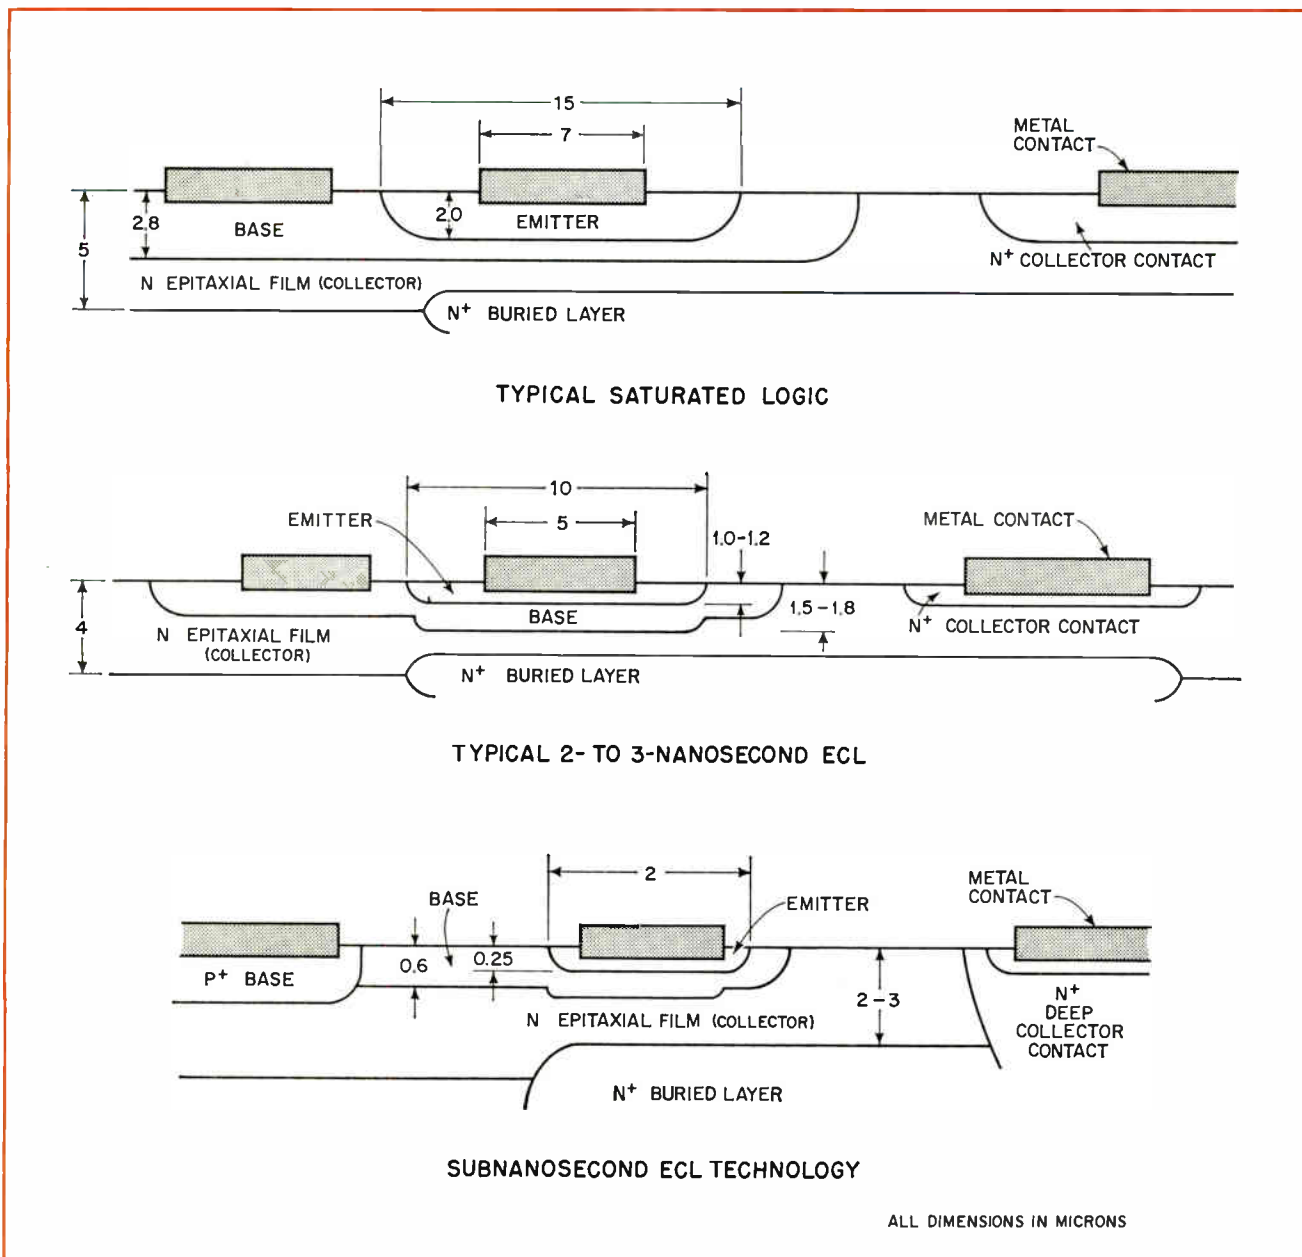 15
7
METAL
CONTACT
2.8
2.0
5
BASE
EMITTER
N EPITAXIAL FILM (COLLECTOR)
N+ COLLECTOR CONTACT
N+ BURIED LAYER
TYPICAL SATURATED LOGIC
10
EMITTER
5
METAL CONTACT
1.0-1.2
4
BASE
1.5-1.8
N EPITAXIAL FILM
(COLLECTOR)
N+ COLLECTOR CONTACT
N+ BURIED LAYER
TYPICAL 2- TO 3-NANOSECOND ECL
2
METAL
CONTACT
BASE
EMITTER
P+ BASE
0.6
0.25
2-3
N EPITAXIAL FILM (COLLECTOR)
N+
DEEP
COLLECTOR
CONTACT
N+ BURIED LAYER
SUBNANOSECOND ECL TECHNOLOGY
ALL DIMENSIONS IN MICRONS